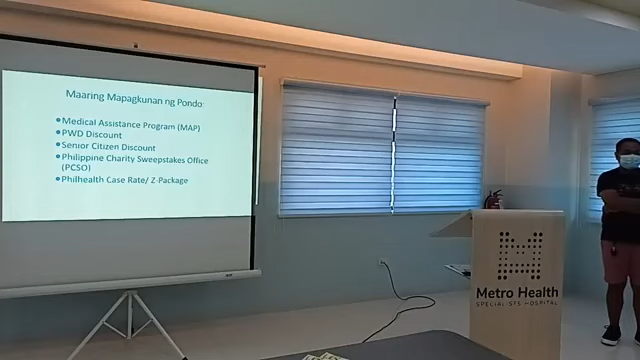 Maaring Mapagkunan ng Pondo:
• Medical Assistance Program (MAP)
• PWD Discount
• Senior Citizen Discount
• Philippine Charity Sweepstakes Office
(PCSO)
• Philhealth Case Rate/ Z-Package
Metro Health
SPECIALISTS HOSPITAL